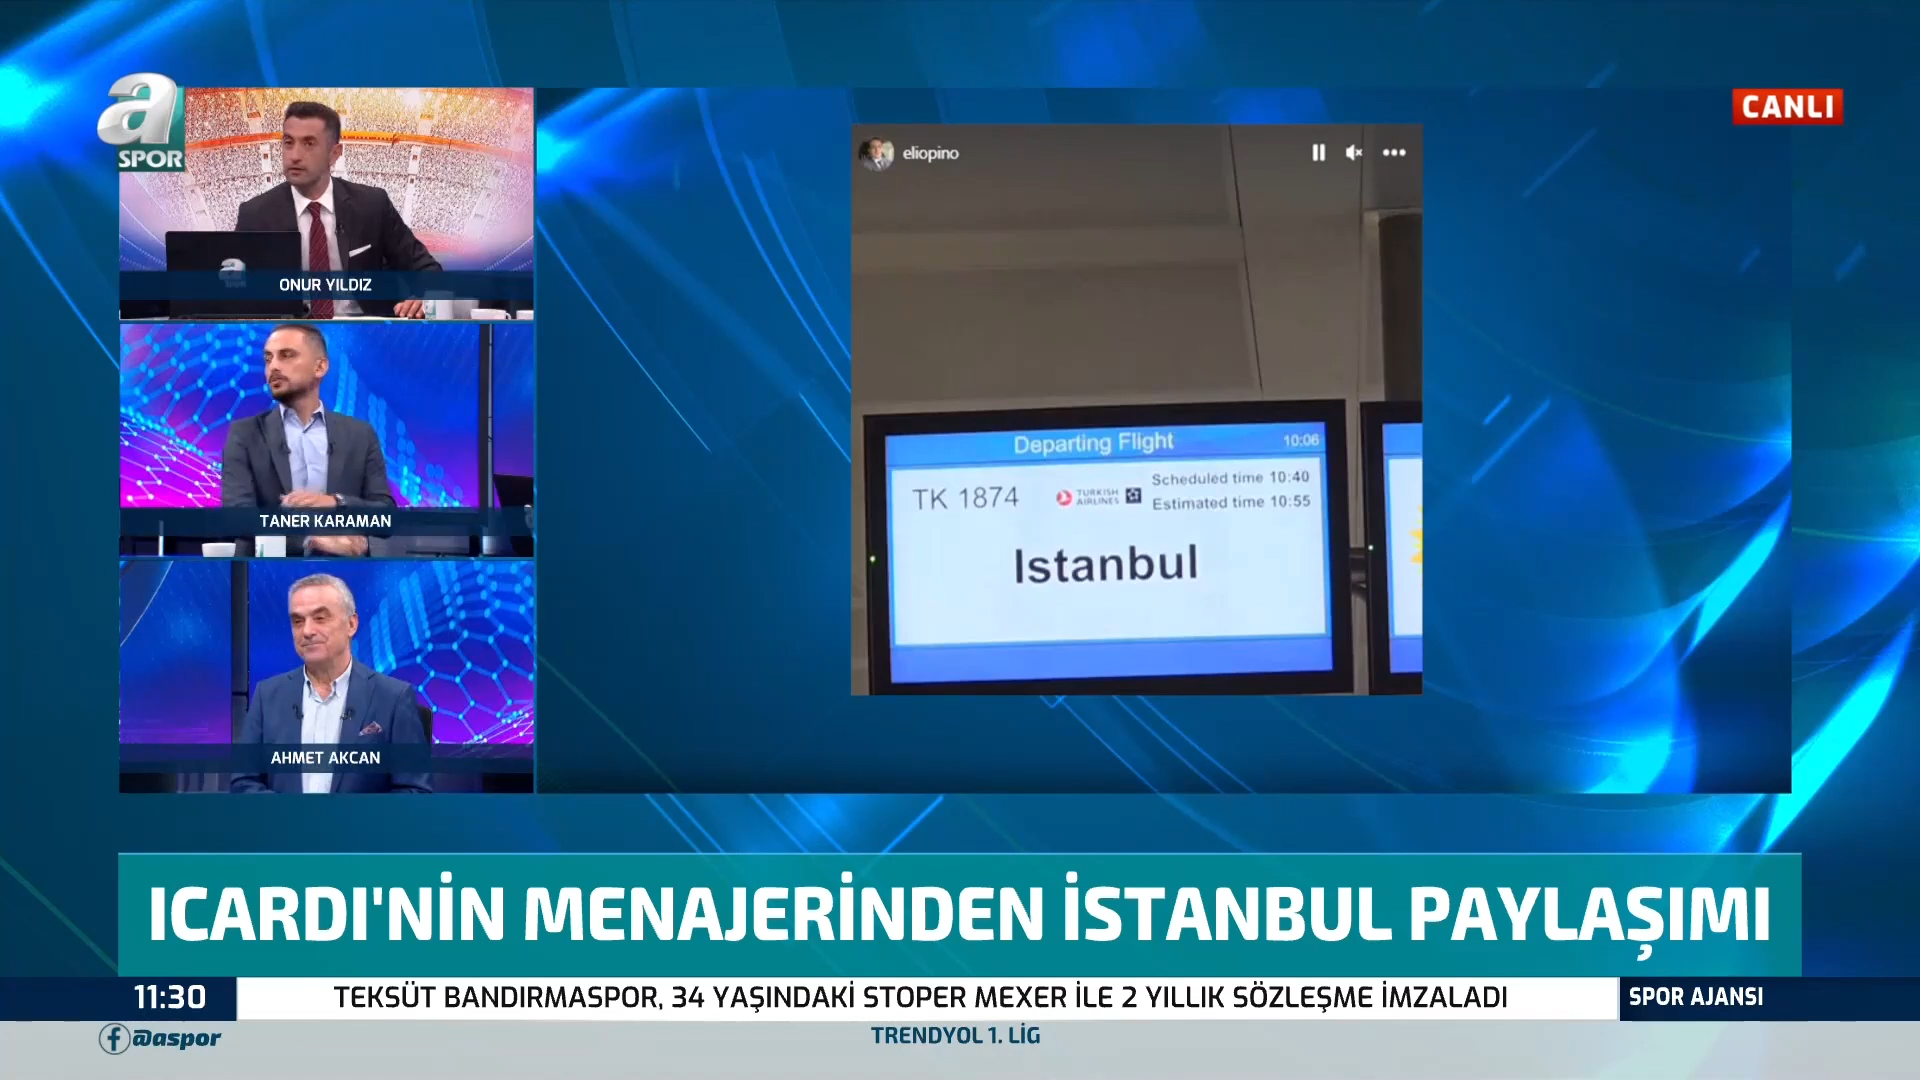 a
SPOR
CANLI
eliopino
ONUR YILDIZ
Departing Flight 10:06
TK 1874 TURKISH AIRLINES Scheduled time 10:40
Estimated time 10:55
Istanbul
TANER KARAMAN
AHMET AKCAN
ICARDI'NİN MENAJERİNDEN İSTANBUL PAYLAŞIMI
11:30 TEKSÜT BANDIRMASPOR, 34 YAŞINDAKİ STOPER MEXER İLE 2 YILLIK SÖZLEŞME İMZALADI SPOR AJANSI
@aspor TRENDYOL 1. LİG